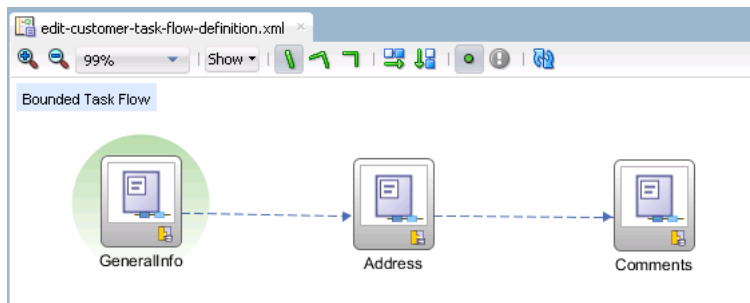 edit-customer-task-flow-definition.xml
99% Show
Bounded Task Flow
GeneralInfo Address Comments